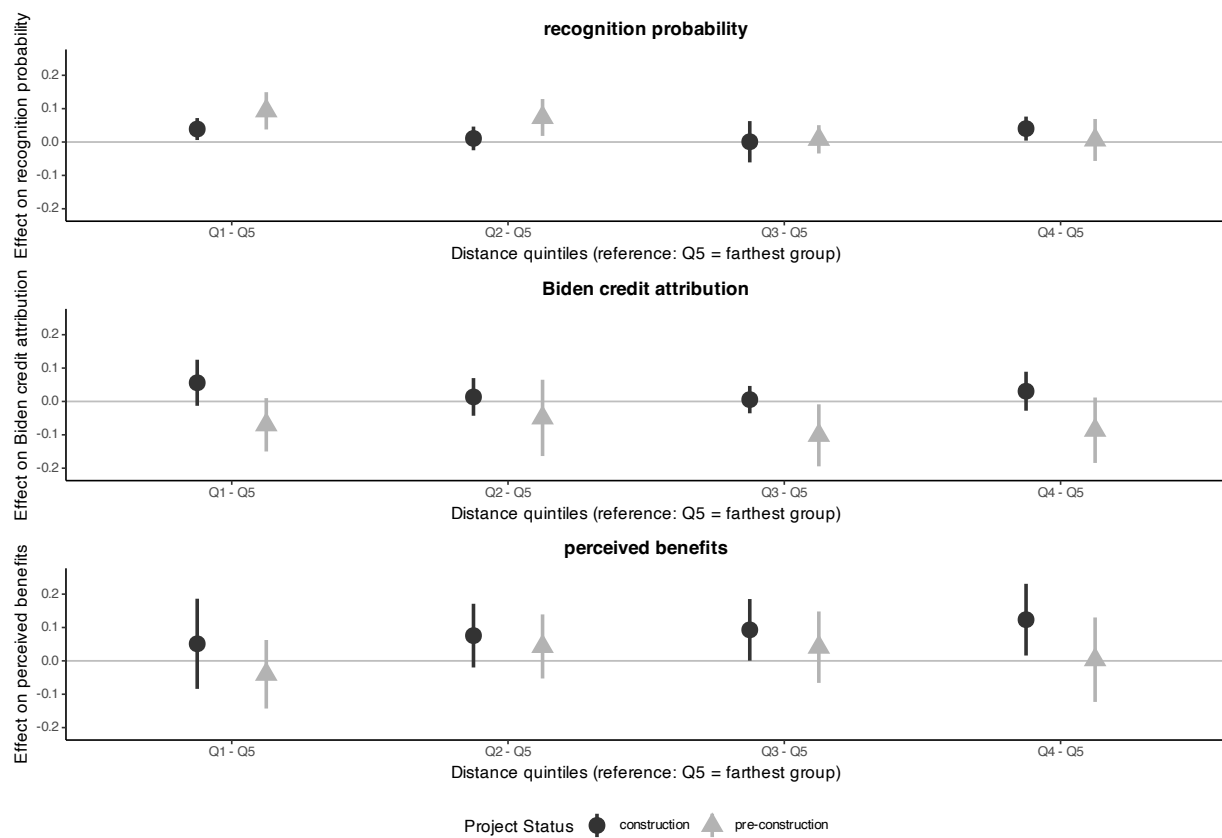 recognition probability
Effect on recognition probability
0.2
0.1
0.0
-0.1
-0.2
Q1 - Q5
Q2 - Q5
Q3 - Q5
Q4 - Q5
Distance quintiles (reference: Q5 = farthest group)
Biden credit attribution
Effect on Biden credit attribution
0.2
0.1
0.0
-0.1
-0.2
Q1 - Q5
Q2 - Q5
Q3 - Q5
Q4 - Q5
Distance quintiles (reference: Q5 = farthest group)
perceived benefits
Effect on perceived benefits
0.2
0.1
0.0
-0.1
-0.2
Q1 - Q5
Q2 - Q5
Q3 - Q5
Q4 - Q5
Distance quintiles (reference: Q5 = farthest group)
Project Status construction pre-construction